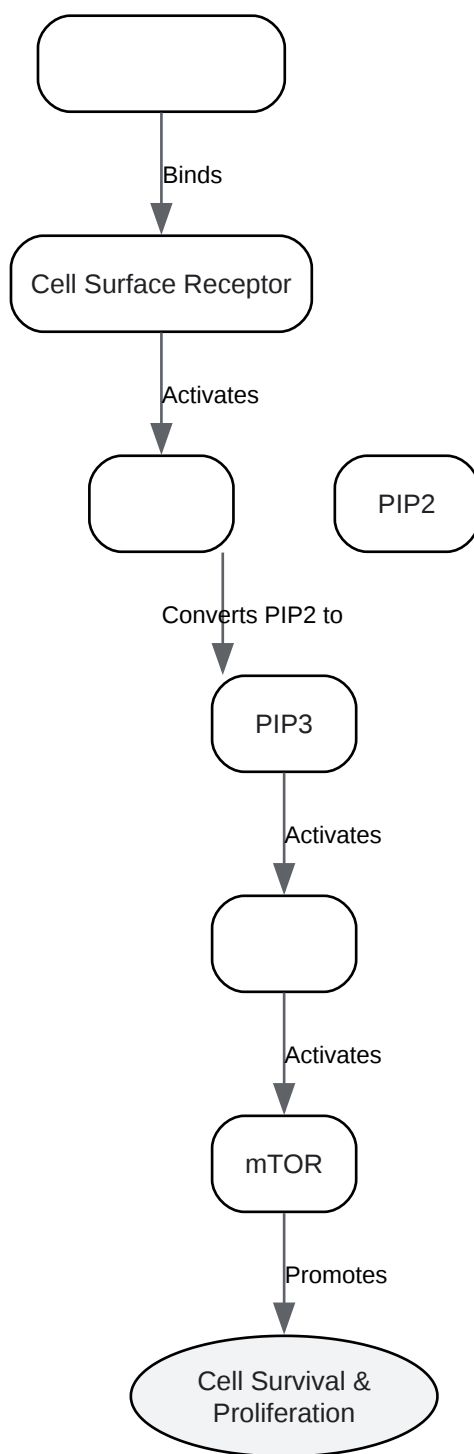 Binds
Cell Surface Receptor
Activates
PIP2
Converts PIP2 to
PIP3
Activates
Activates
mTOR
Promotes
Cell Survival &
Proliferation